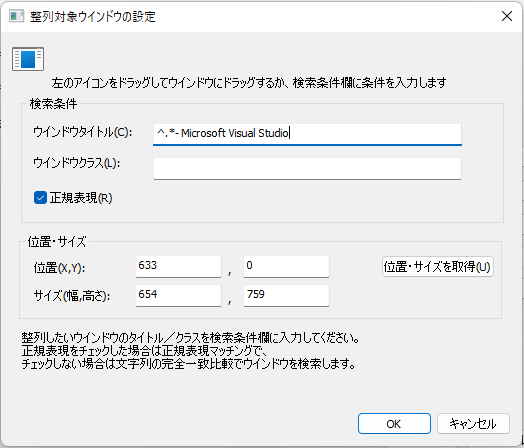 整列対象ウインドウの設定
左のアイコンをドラッグしてウインドウにドラッグするか、検索条件欄に条件を入力します
検索条件
ウインドウタイトル(C): ^.*- Microsoft Visual Studio
ウインドウクラス(L):
正規表現(R)
位置・サイズ
位置(X,Y): 633 , 0 位置・サイズを取得(U)
サイズ(幅,高さ): 654 , 759
整列したいウインドウのタイトル／クラスを検索条件欄に入力してください。
正規表現をチェックした場合は正規表現マッチングで、
チェックしない場合は文字列の完全一致比較でウインドウを検索します。
OK キャンセル